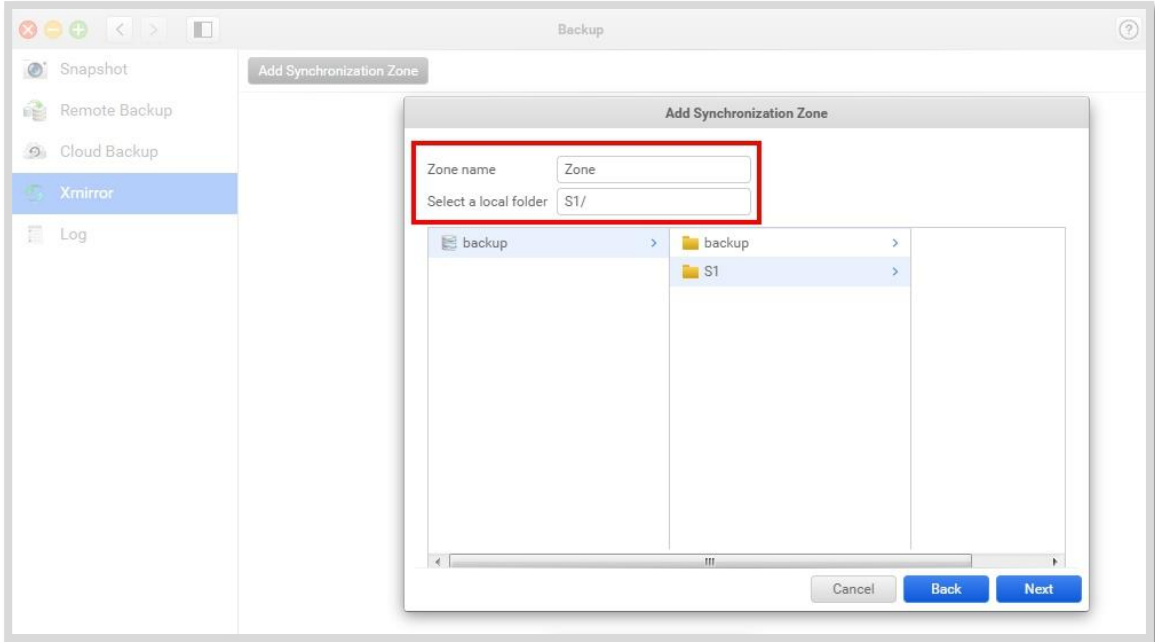 Backup
?
Snapshot
Remote Backup
Cloud Backup
Xmirror
Log
Add Synchronization Zone
Add Synchronization Zone
Zone name Zone
Select a local folder S1/
backup backup
S1
Cancel Back Next